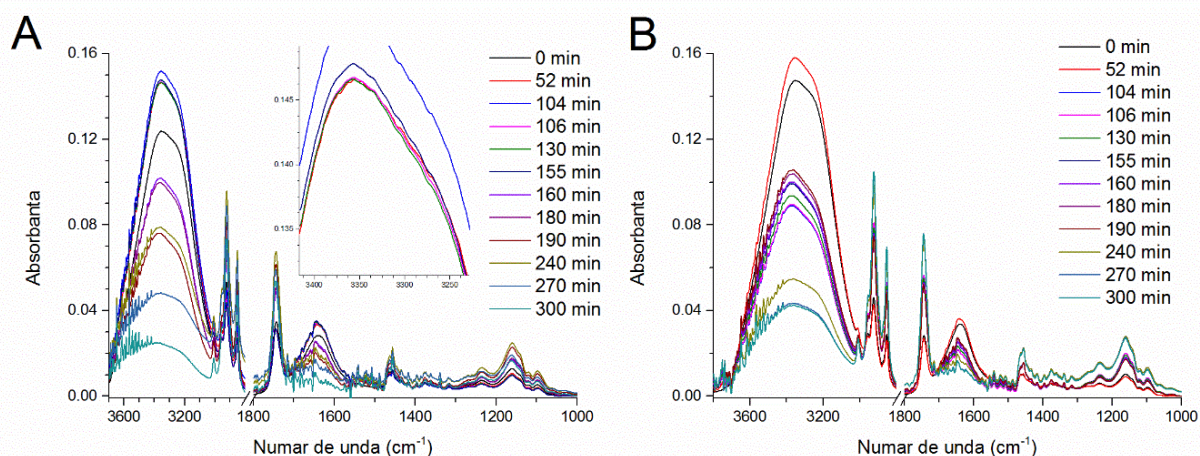 A
0.16
0.12
0.08
0.04
0.00
Absorbanta
3600
3200
1800
1600
1400
1200
1000
Numar de unda (cm⁻¹)
0.145
0.140
0.135
3400
3350
3300
3250
0 min
52 min
104 min
106 min
130 min
155 min
160 min
180 min
190 min
240 min
270 min
300 min
B
0.16
0.12
0.08
0.04
0.00
Absorbanta
3600
3200
1800
1600
1400
1200
1000
Numar de unda (cm⁻¹)
0 min
52 min
104 min
106 min
130 min
155 min
160 min
180 min
190 min
240 min
270 min
300 min